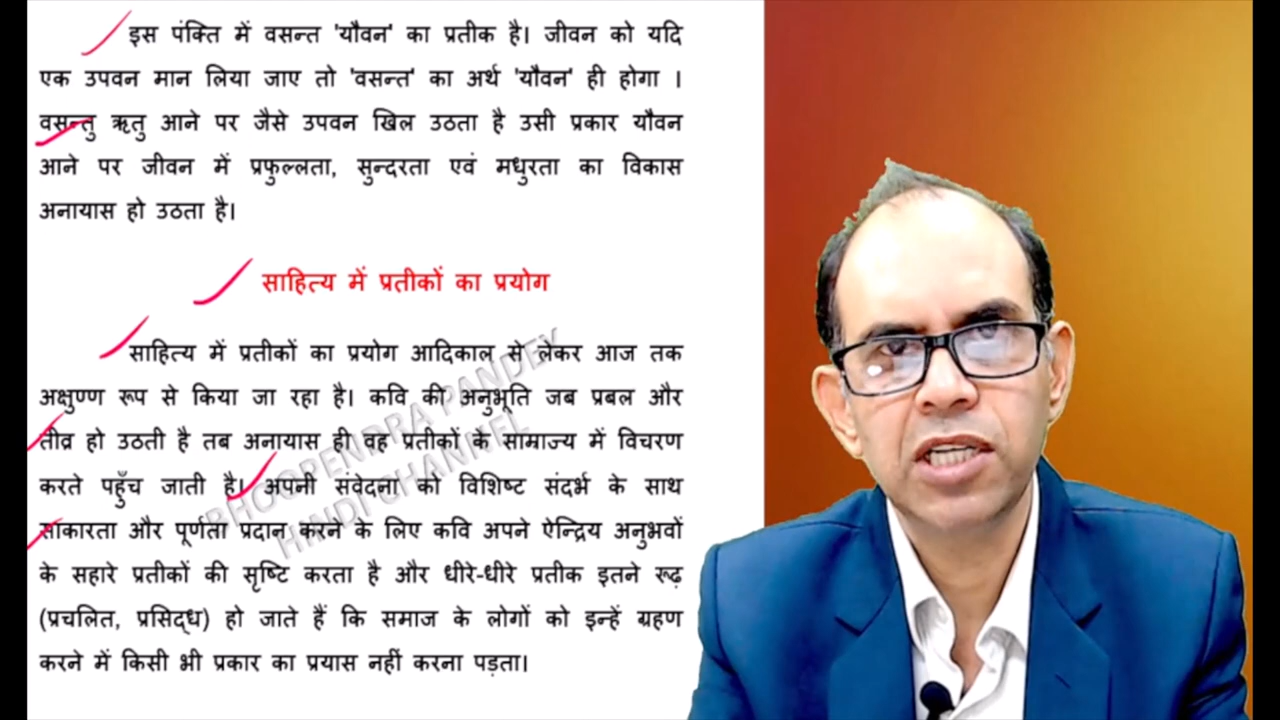 इस पंक्ति में वसन्त 'यौवन' का प्रतीक है। जीवन को यदि
एक उपवन मान लिया जाए तो 'वसन्त' का अर्थ 'यौवन' ही होगा ।
वसन्तु ऋतु आने पर जैसे उपवन खिल उठता है उसी प्रकार यौवन
आने पर जीवन में प्रफुल्लता, सुन्दरता एवं मधुरता का विकास
अनायास हो उठता है।
साहित्य में प्रतीकों का प्रयोग
साहित्य में प्रतीकों का प्रयोग आदिकाल से लेकर आज तक
अक्षुण्ण रूप से किया जा रहा है। कवि की अनुभूति जब प्रबल और
तीव्र हो उठती है तब अनायास ही वह प्रतीकों के साम्राज्य में विचरण
करते पहुँच जाती है। अपनी संवेदना को विशिष्ट संदर्भ के साथ
साकारता और पूर्णता प्रदान करने के लिए कवि अपने ऐन्द्रिय अनुभवों
के सहारे प्रतीकों की सृष्टि करता है और धीरे-धीरे प्रतीक इतने रूढ़
(प्रचलित, प्रसिद्ध) हो जाते हैं कि समाज के लोगों को इन्हें ग्रहण
करने में किसी भी प्रकार का प्रयास नहीं करना पड़ता।
BHOOPENDRA PANDEY
HINDI CHANNEL